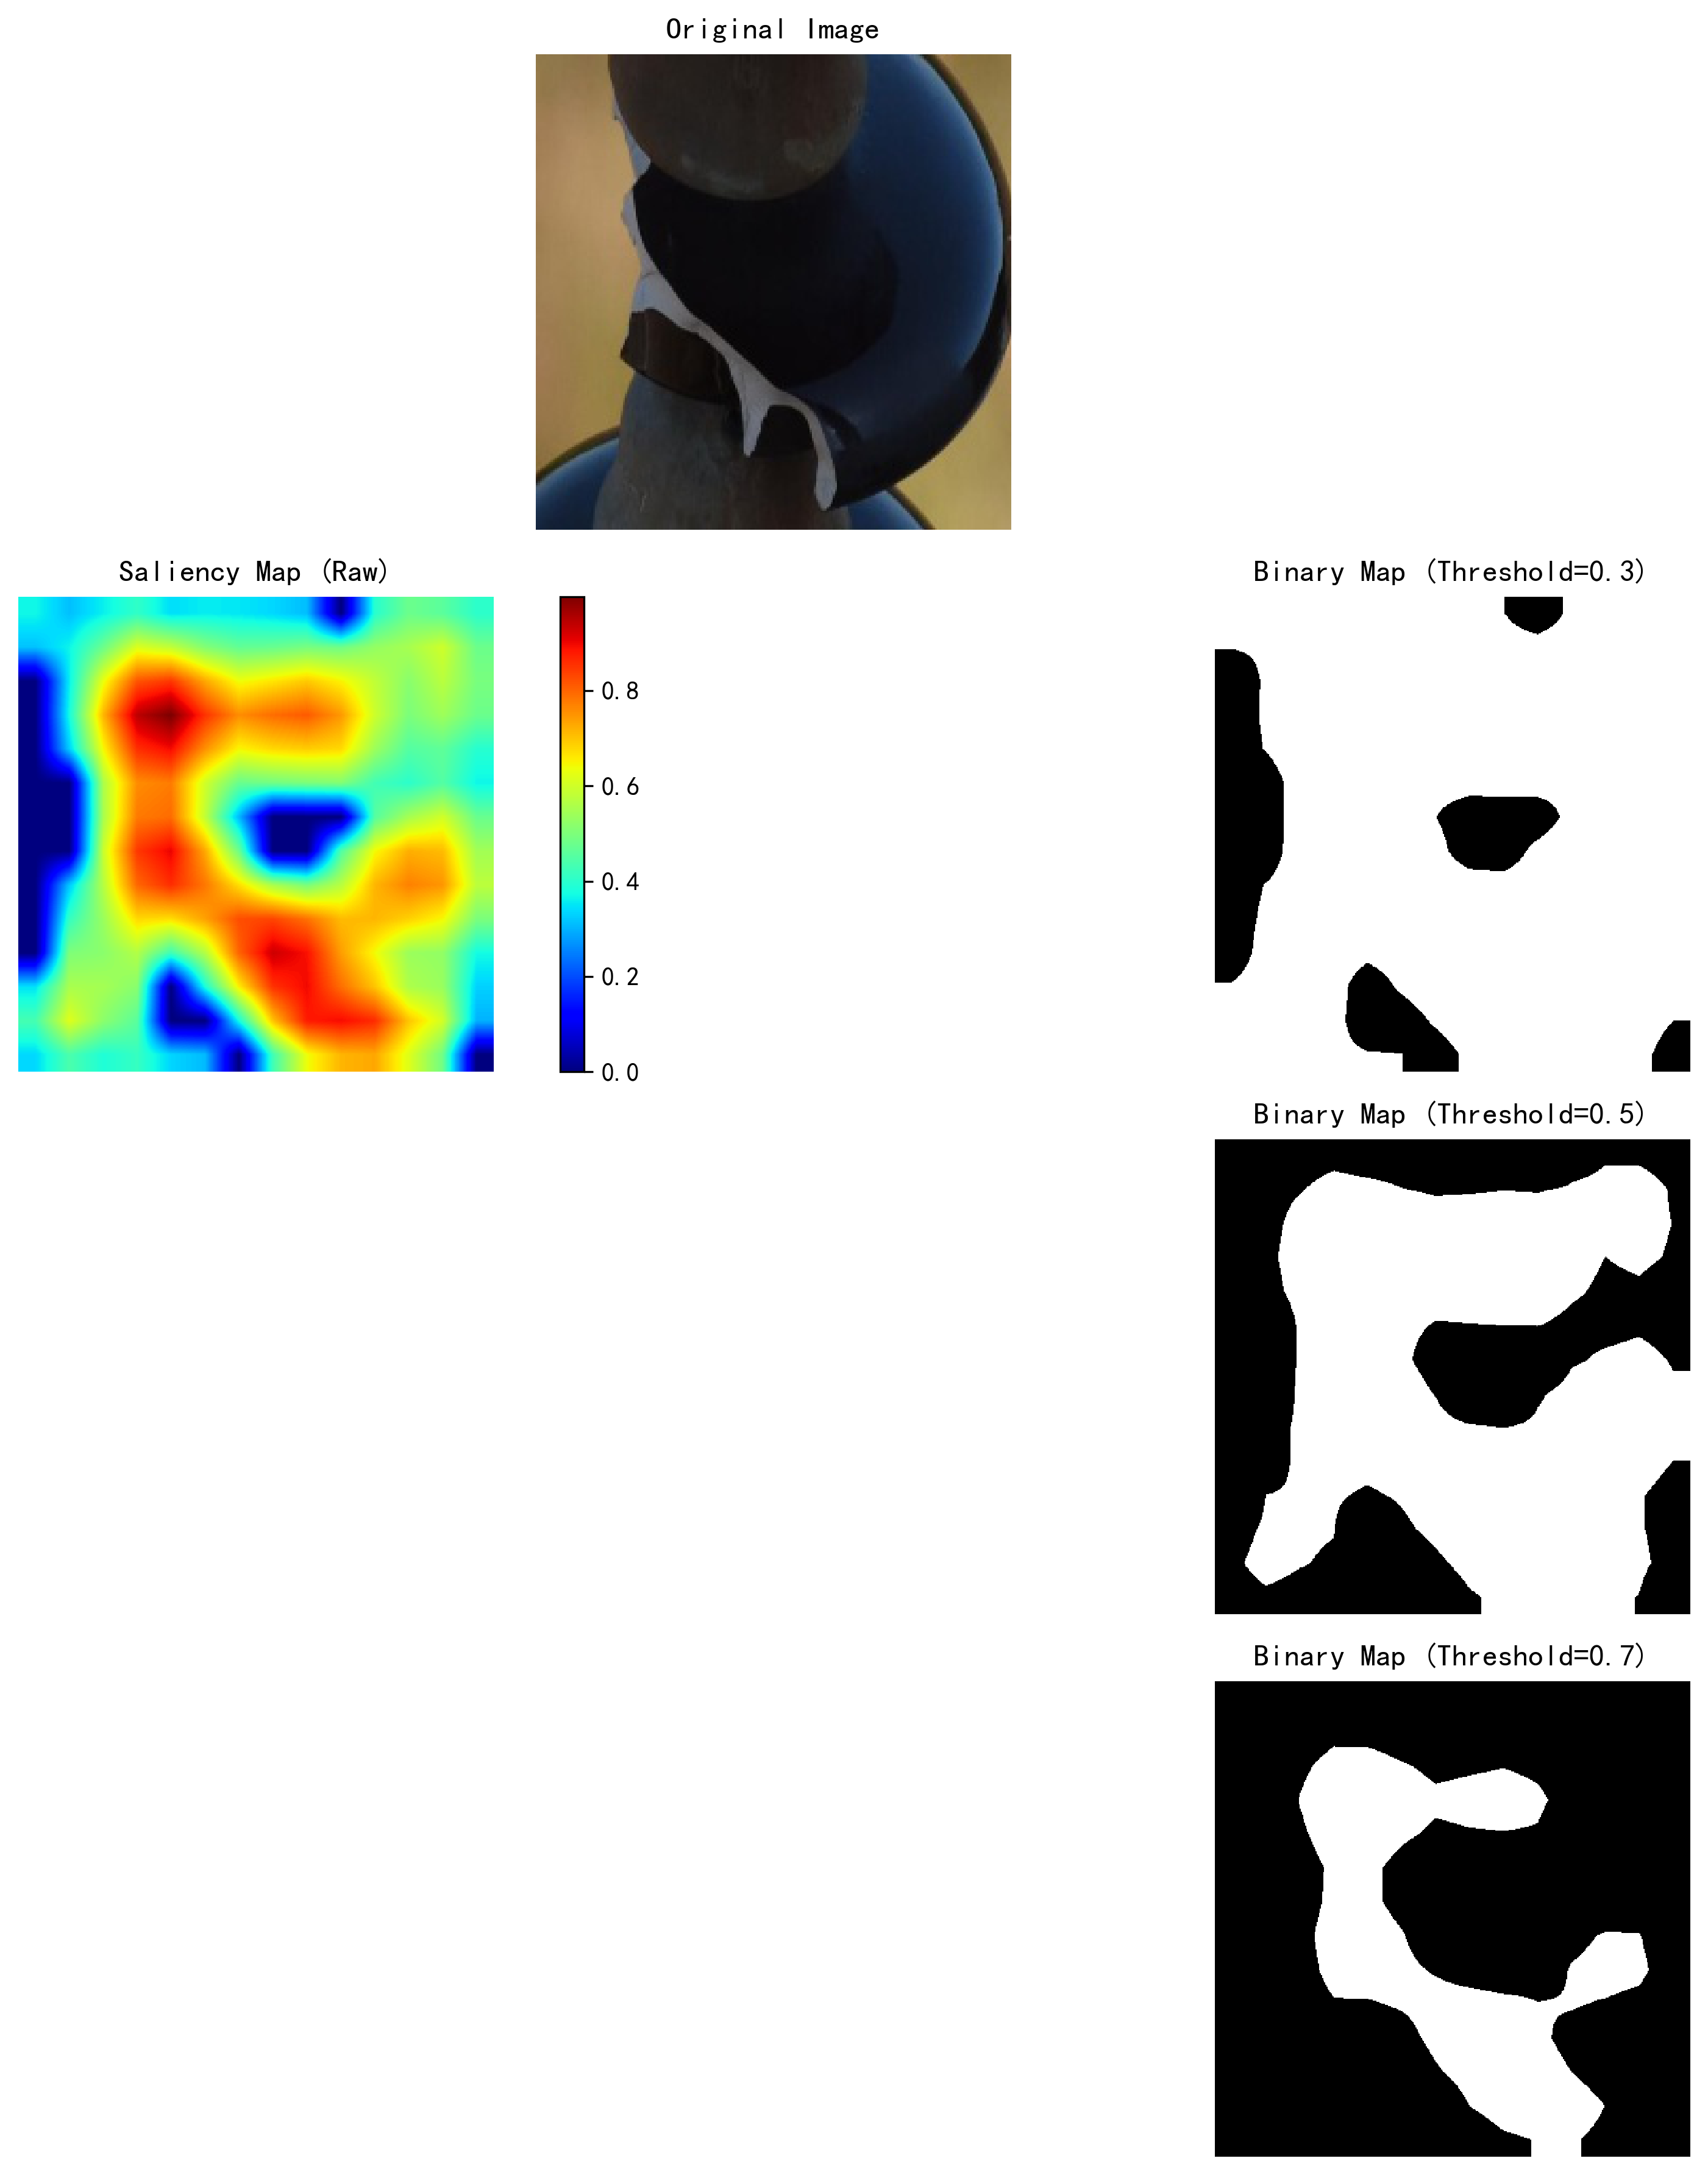 Original Image
Saliency Map (Raw)
Binary Map (Threshold=0.3)
0.8
0.6
0.4
0.2
0.0
Binary Map (Threshold=0.5)
Binary Map (Threshold=0.7)